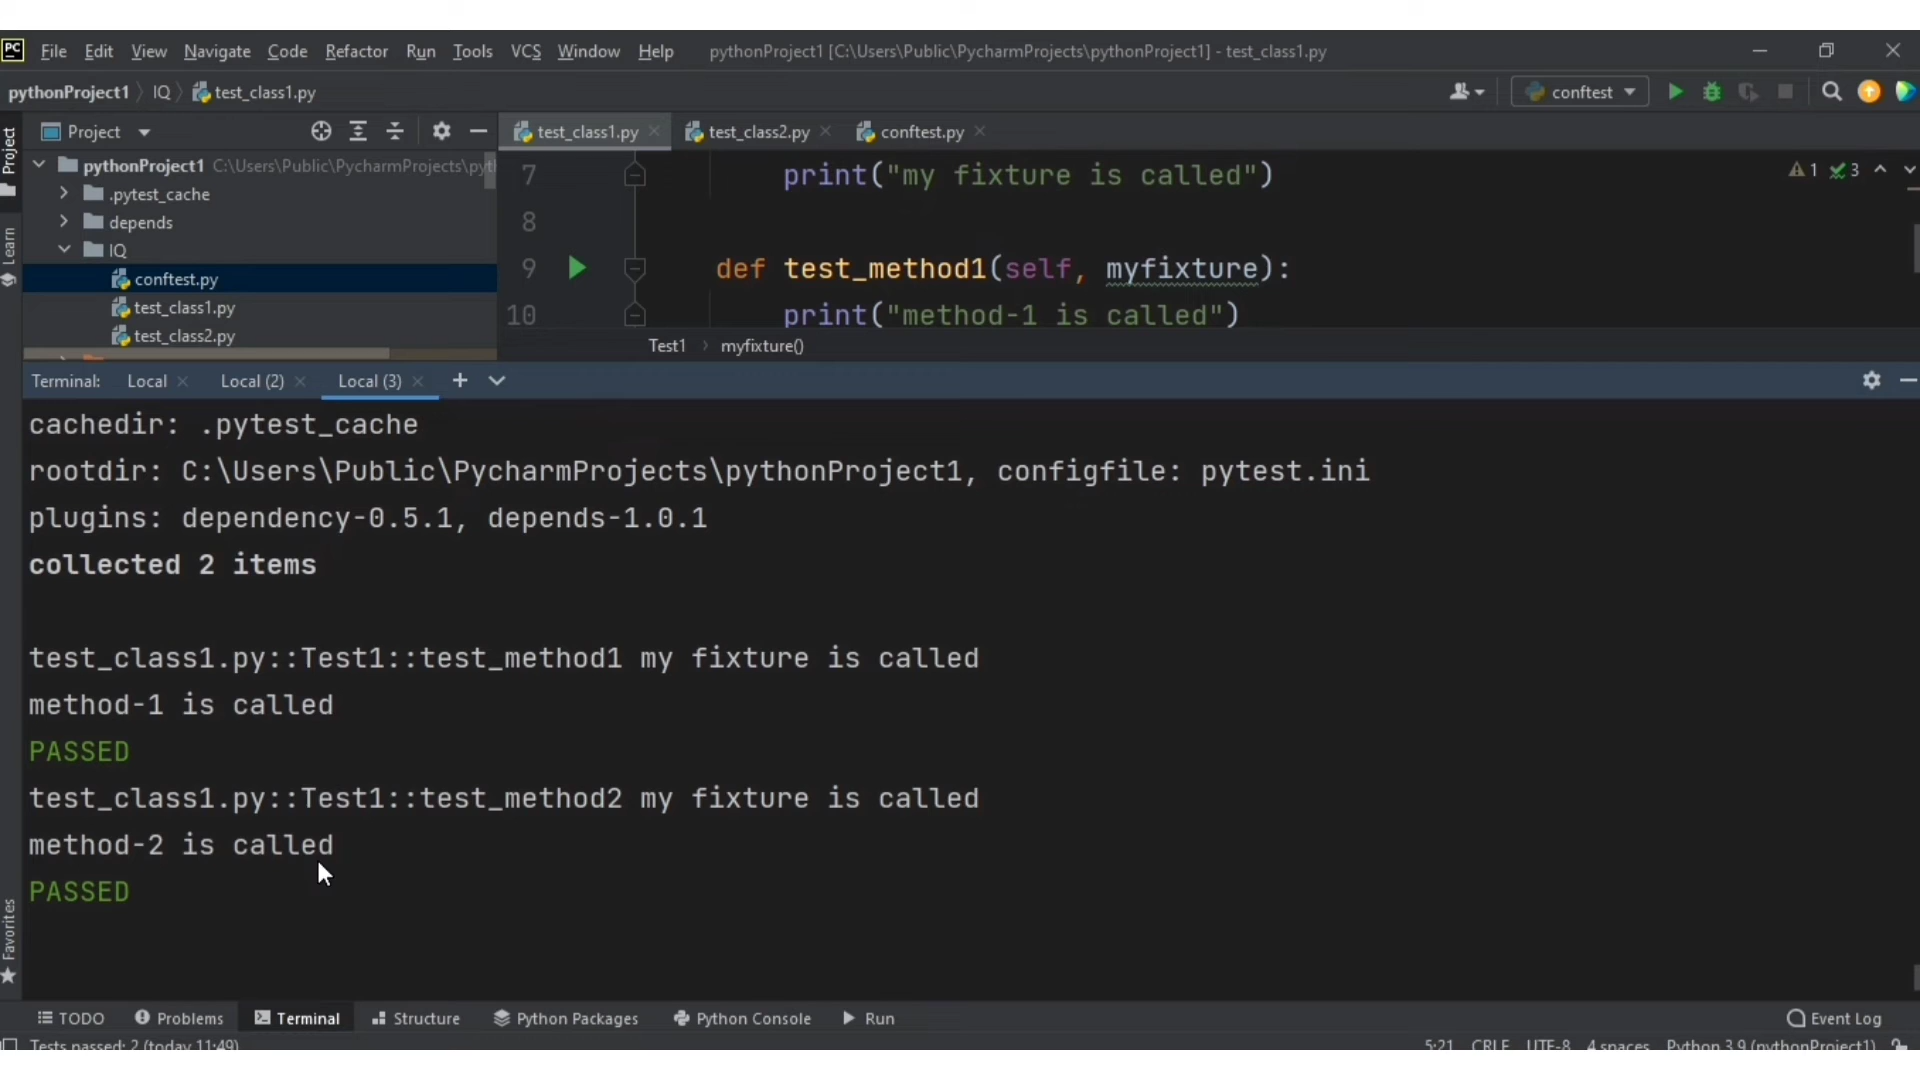 PC File Edit View Navigate Code Refactor Run Tools VCS Window Help pythonProject1 [C:\Users\Public\PycharmProjects\pythonProject1] - test_class1.py
pythonProject1 IQ test_class1.py conftest
Project
test_class1.py test_class2.py conftest.py
Project
Learn
Favorites
pythonProject1 C:\Users\Public\PycharmProjects\pyth
.pytest_cache
depends
IQ
conftest.py
test_class1.py
test_class2.py
7 print("my fixture is called")
1 3
8
9 def test_method1(self, myfixture):
10 print("method-1 is called")
Test1 myfixture()
Terminal: Local Local (2) Local (3)
cachedir: .pytest_cache
rootdir: C:\Users\Public\PycharmProjects\pythonProject1, configfile: pytest.ini
plugins: dependency-0.5.1, depends-1.0.1
collected 2 items
test_class1.py::Test1::test_method1 my fixture is called
method-1 is called
PASSED
test_class1.py::Test1::test_method2 my fixture is called
method-2 is called
PASSED
TODO Problems Terminal Structure Python Packages Python Console Run Event Log
Tests passed: 2 (today 11:49) 5:21 CRLF UTF-8 4 spaces Python 3.9 (pythonProject1)